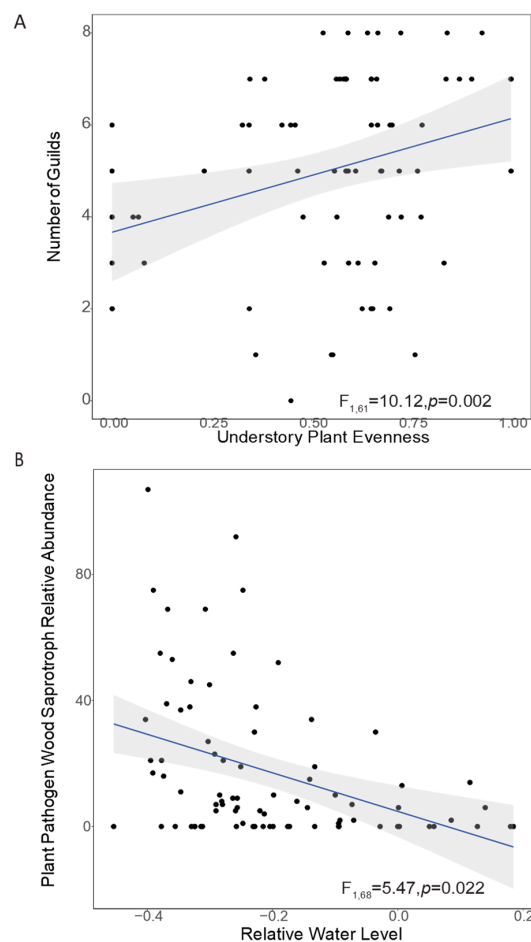 A
Number of Guilds
8
6
4
2
0
F1,61=10.12,p=0.002
0.00 0.25 0.50 0.75 1.00
Understory Plant Evenness
B
Plant Pathogen Wood Saprotroph Relative Abundance
80
40
0
F1,68=5.47,p=0.022
−0.4 −0.2 0.0 0.2
Relative Water Level